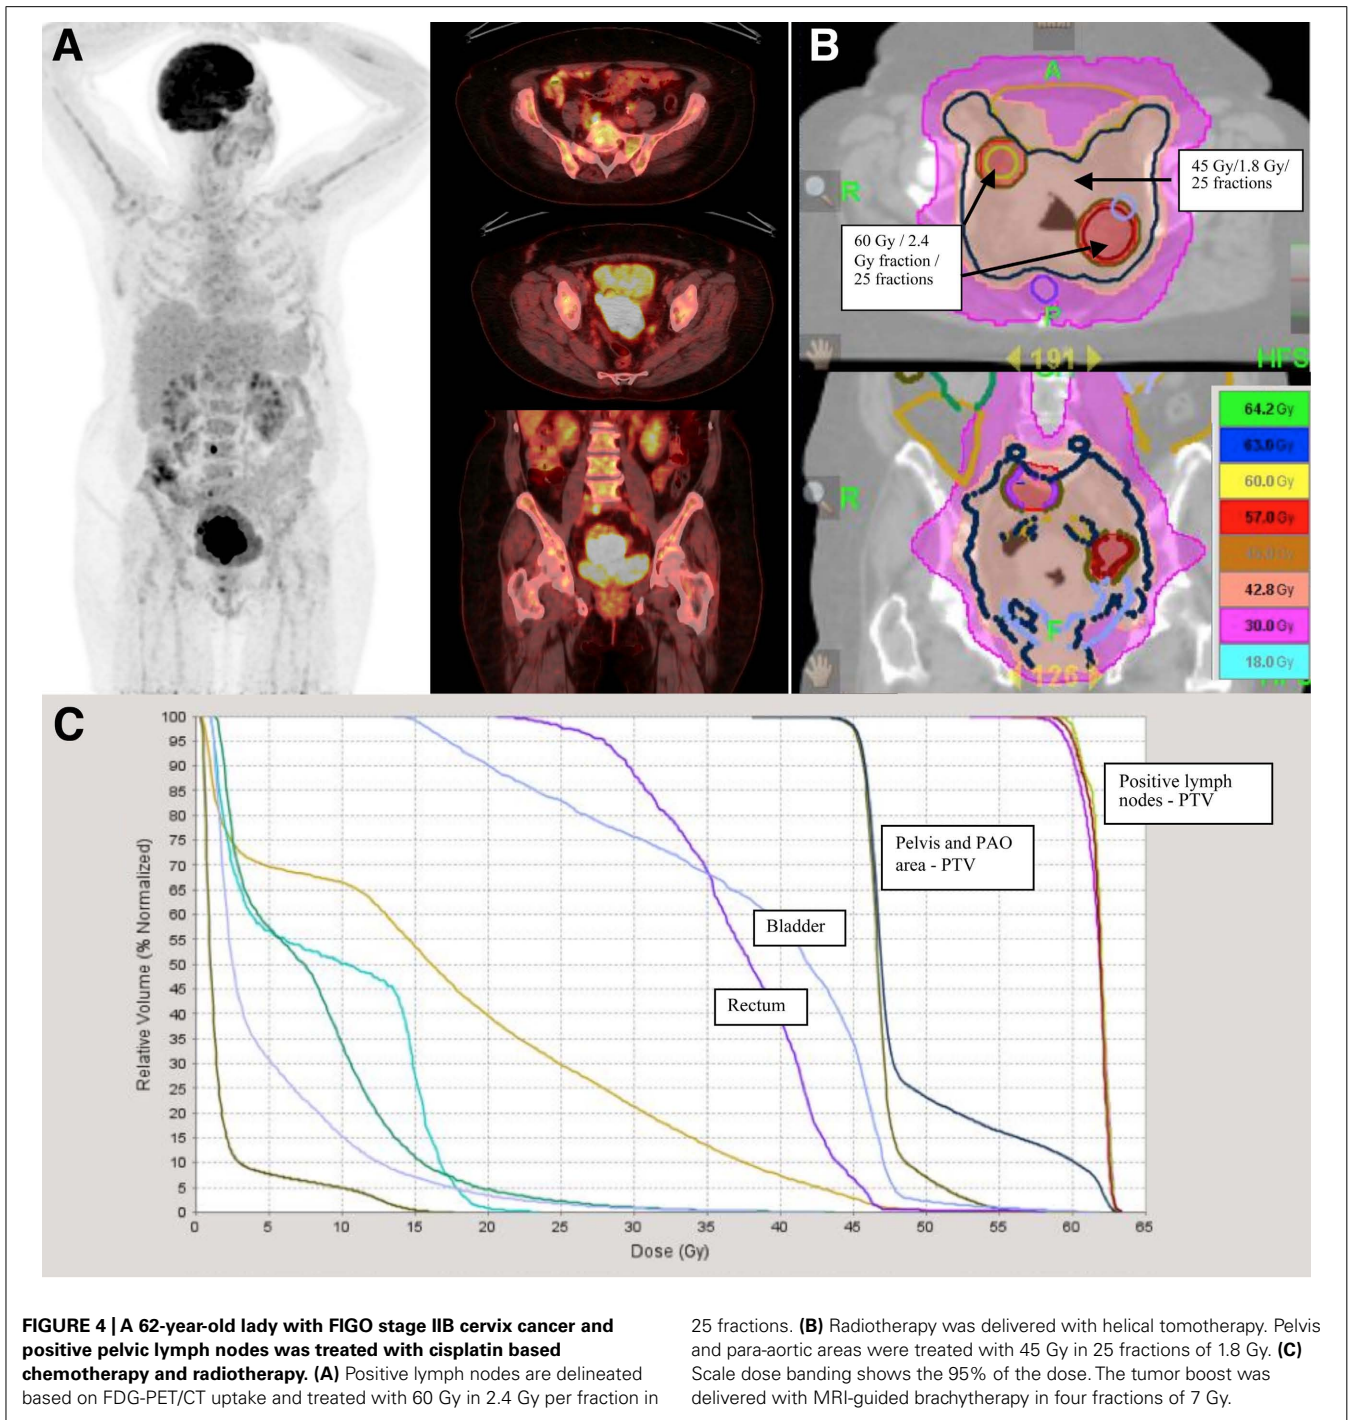 A
B
A
R
45 Gy/1.8 Gy/
25 fractions
60 Gy / 2.4
Gy fraction /
25 fractions
P
191
HFS
R
F
126
64.2 Gy
63.0 Gy
60.0 Gy
57.0 Gy
42.8 Gy
30.0 Gy
18.0 Gy
C
Relative Volume (% Normalized)
100
95
90
85
80
75
70
65
60
55
50
45
40
35
30
25
20
15
10
5
0
Positive lymph
nodes - PTV
Pelvis and PAO
area - PTV
Bladder
Rectum
0 5 10 15 20 25 30 35 40 45 50 55 60 65
Dose (Gy)
FIGURE 4 | A 62-year-old lady with FIGO stage IIB cervix cancer and
positive pelvic lymph nodes was treated with cisplatin based
chemotherapy and radiotherapy. (A) Positive lymph nodes are delineated
based on FDG-PET/CT uptake and treated with 60 Gy in 2.4 Gy per fraction in
25 fractions. (B) Radiotherapy was delivered with helical tomotherapy. Pelvis
and para-aortic areas were treated with 45 Gy in 25 fractions of 1.8 Gy. (C)
Scale dose banding shows the 95% of the dose. The tumor boost was
delivered with MRI-guided brachytherapy in four fractions of 7 Gy.